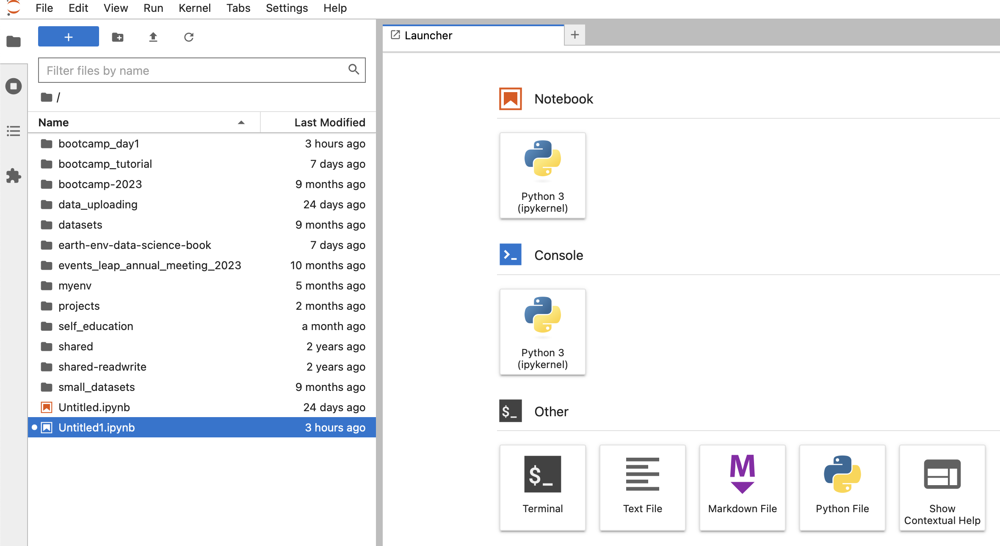 File Edit View Run Kernel Tabs Settings Help
Launcher
Filter files by name
/
Name Last Modified
bootcamp_day1 3 hours ago
bootcamp_tutorial 7 days ago
bootcamp-2023 9 months ago
data_uploading 24 days ago
datasets 9 months ago
earth-env-data-science-book 7 days ago
events_leap_annual_meeting_2023 10 months ago
myenv 5 months ago
projects 2 months ago
self_education a month ago
shared 2 years ago
shared-readwrite 2 years ago
small_datasets 9 months ago
Untitled.ipynb 24 days ago
Untitled1.ipynb 3 hours ago
Notebook
Python 3
(ipykernel)
Console
Python 3
(ipykernel)
$_ Other
$_
Terminal
Text File
M
Markdown File
Python File
Show
Contextual Help